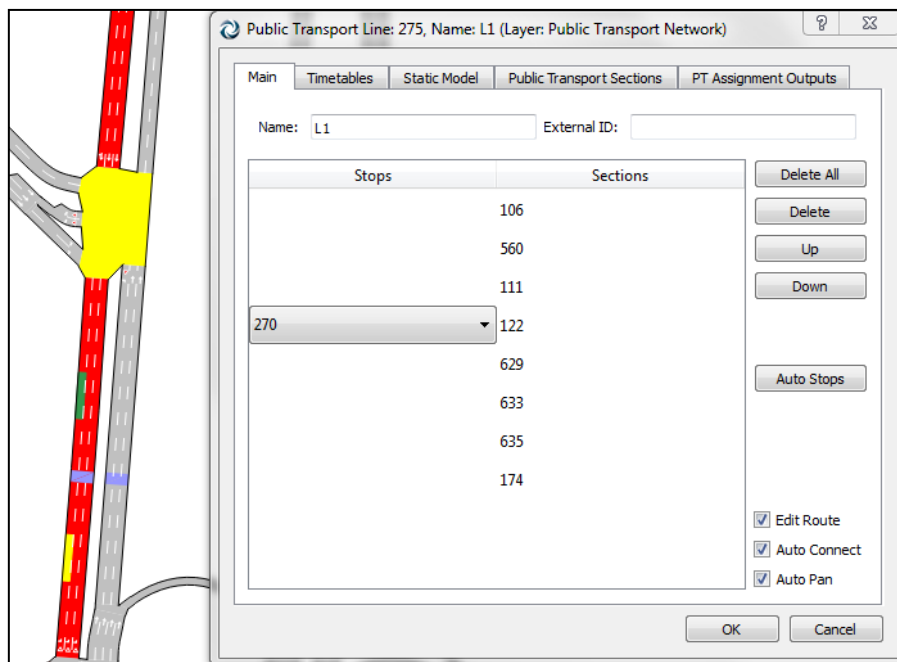 Public Transport Line: 275, Name: L1 (Layer: Public Transport Network)
Main Timetables Static Model Public Transport Sections PT Assignment Outputs
Name: L1 External ID:
Stops Sections Delete All
106 Delete
560 Up
111 Down
270 122
629 Auto Stops
633
635
174
Edit Route
Auto Connect
Auto Pan
OK Cancel